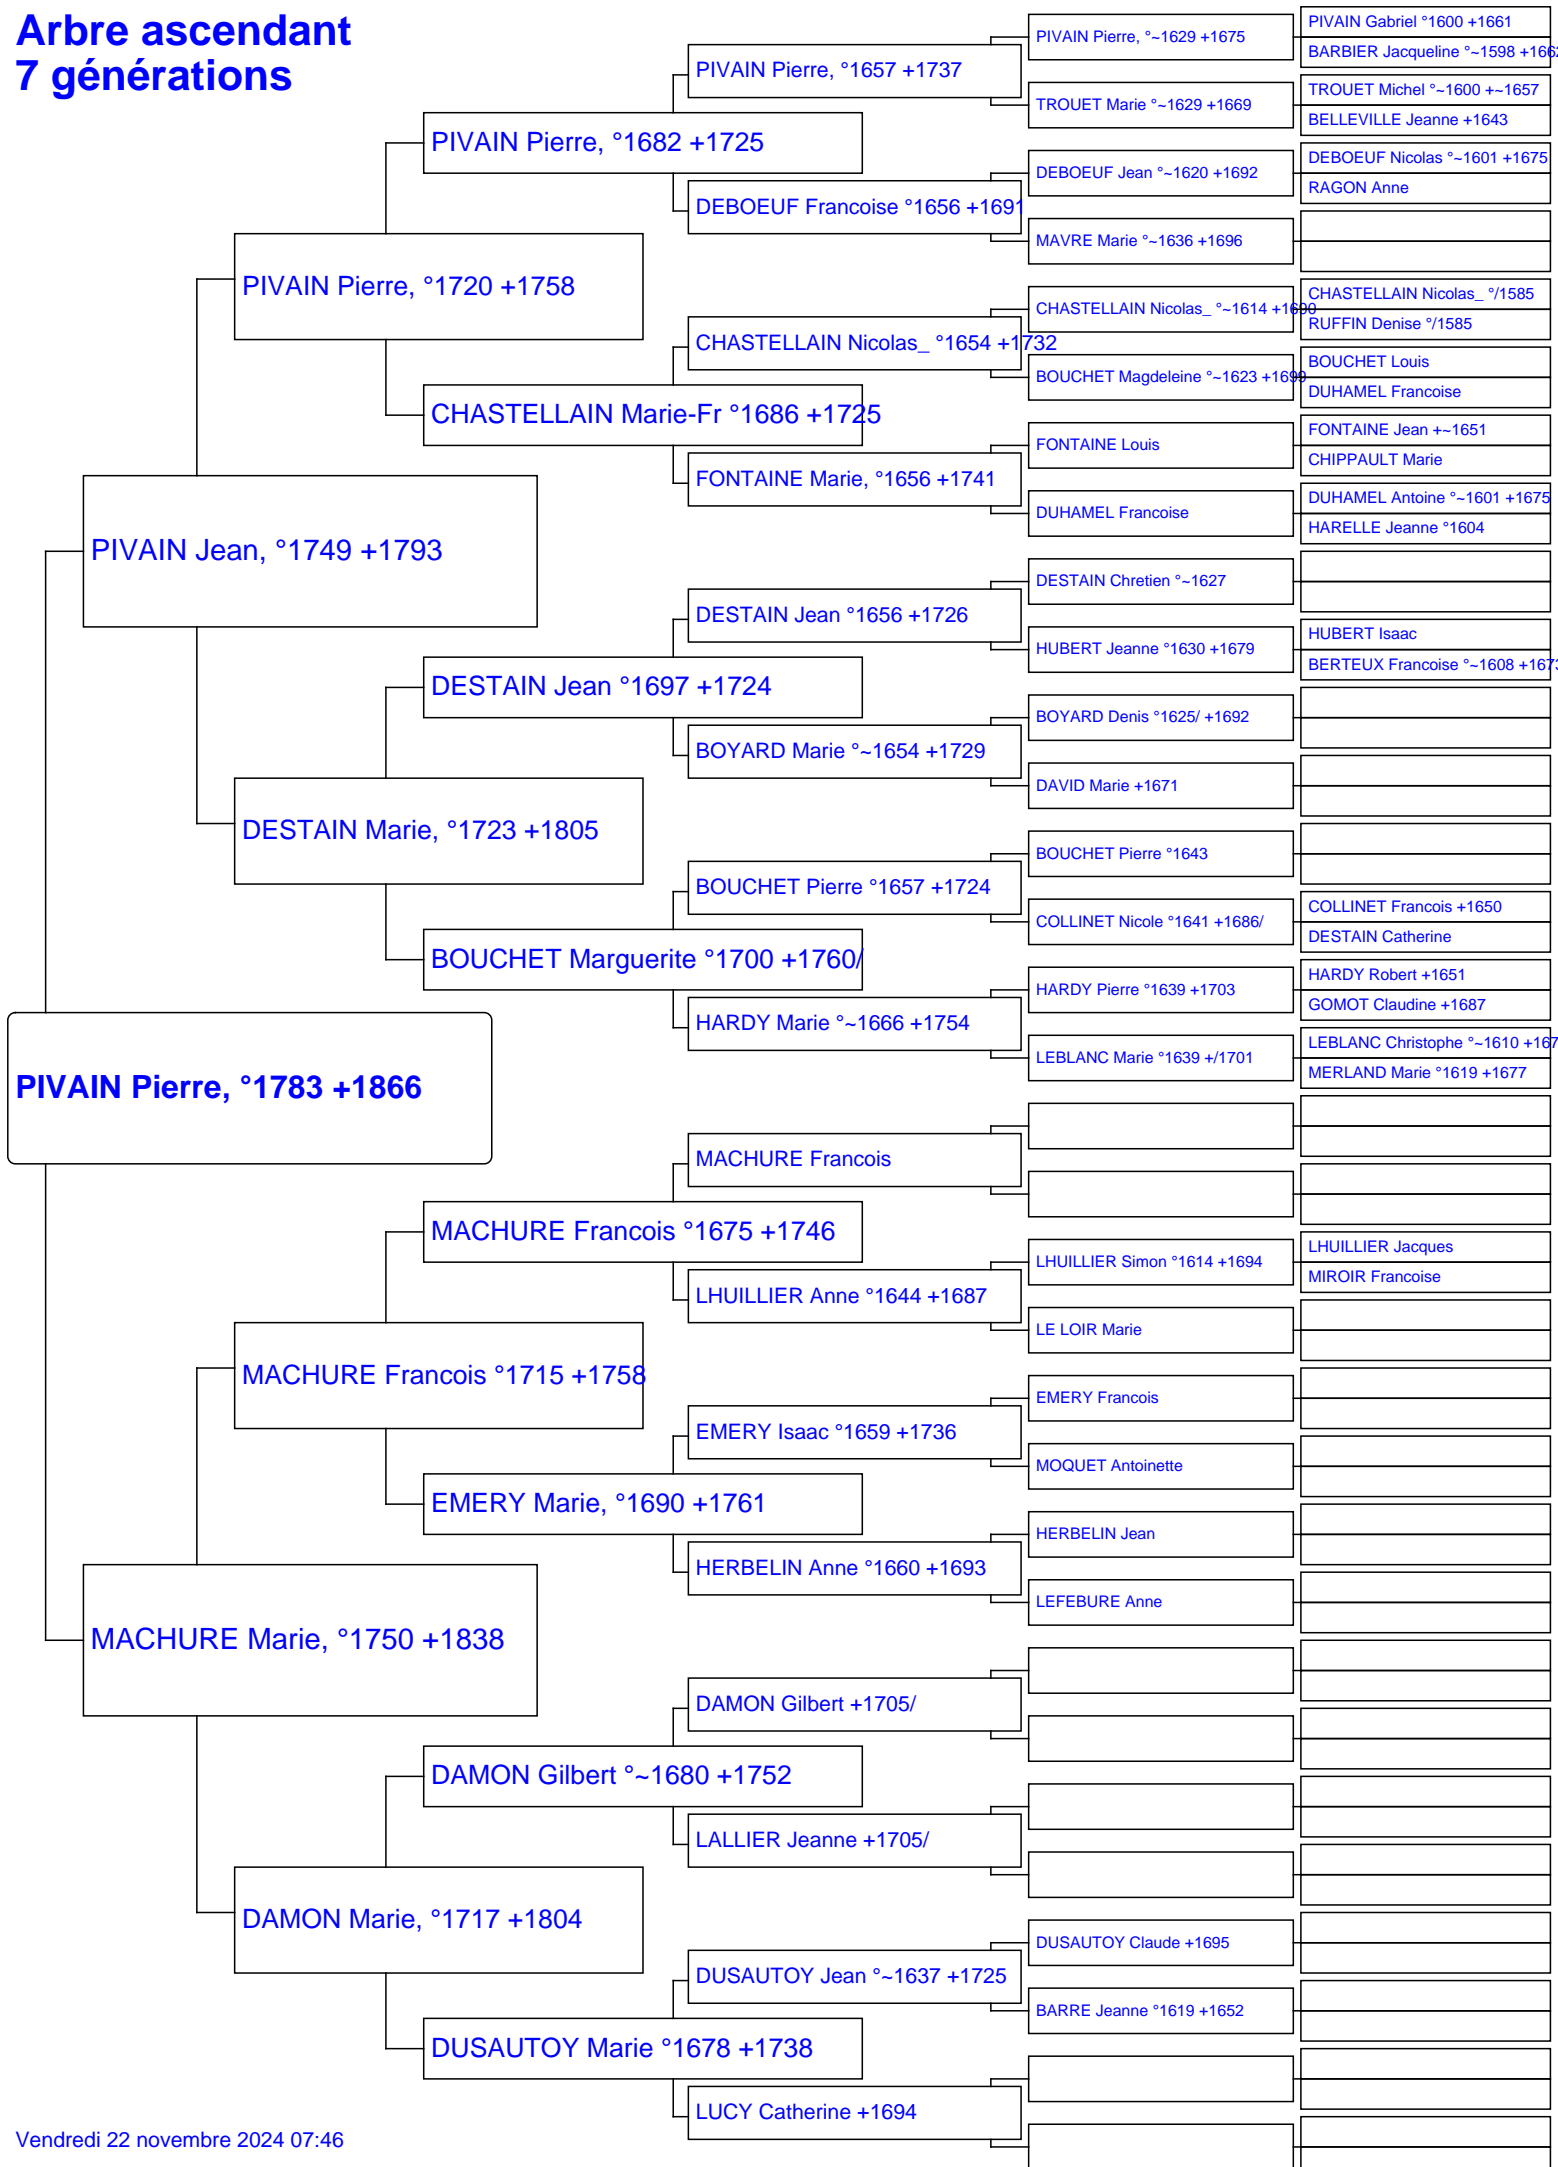 Arbre ascendant
7 générations
PIVAIN Pierre, °1783 +1866
PIVAIN Jean, °1749 +1793
MACHURE Marie, °1750 +1838
PIVAIN Pierre, °1720 +1758
DESTAIN Marie, °1723 +1805
MACHURE Francois °1715 +1758
DAMON Marie, °1717 +1804
PIVAIN Pierre, °1682 +1725
CHASTELLAIN Marie-Fr °1686 +1725
DESTAIN Jean °1697 +1724
BOUCHET Marguerite °1700 +1760/
MACHURE Francois °1675 +1746
EMERY Marie, °1690 +1761
DAMON Gilbert °~1680 +1752
DUSAUTOY Marie °1678 +1738
PIVAIN Pierre, °1657 +1737
DEBOEUF Francoise °1656 +1691
CHASTELLAIN Nicolas_ °1654 +1732
FONTAINE Marie, °1656 +1741
DESTAIN Jean °1656 +1726
BOYARD Marie °~1654 +1729
BOUCHET Pierre °1657 +1724
HARDY Marie °~1666 +1754
MACHURE Francois
LHUILLIER Anne °1644 +1687
EMERY Isaac °1659 +1736
HERBELIN Anne °1660 +1693
DAMON Gilbert +1705/
LALLIER Jeanne +1705/
DUSAUTOY Jean °~1637 +1725
LUCY Catherine +1694
PIVAIN Pierre, °~1629 +1675
TROUET Marie °~1629 +1669
DEBOEUF Jean °~1620 +1692
MAVRE Marie °~1636 +1696
CHASTELLAIN Nicolas_ °~1614 +1690
BOUCHET Magdeleine °~1623 +1699
FONTAINE Louis
DUHAMEL Francoise
DESTAIN Chretien °~1627
HUBERT Jeanne °1630 +1679
BOYARD Denis °1625/ +1692
DAVID Marie +1671
BOUCHET Pierre °1643
COLLINET Nicole °1641 +1686/
HARDY Pierre °1639 +1703
LEBLANC Marie °1639 +/1701
LHUILLIER Simon °1614 +1694
LE LOIR Marie
EMERY Francois
MOQUET Antoinette
HERBELIN Jean
LEFEBURE Anne
DUSAUTOY Claude +1695
BARRE Jeanne °1619 +1652
PIVAIN Gabriel °1600 +1661
BARBIER Jacqueline °~1598 +1662
TROUET Michel °~1600 +~1657
BELLEVILLE Jeanne +1643
DEBOEUF Nicolas °~1601 +1675
RAGON Anne
CHASTELLAIN Nicolas_ °/1585
RUFFIN Denise °/1585
BOUCHET Louis
DUHAMEL Francoise
FONTAINE Jean +~1651
CHIPPAULT Marie
DUHAMEL Antoine °~1601 +1675
HARELLE Jeanne °1604
HUBERT Isaac
BERTEUX Francoise °~1608 +1673
COLLINET Francois +1650
DESTAIN Catherine
HARDY Robert +1651
GOMOT Claudine +1687
LEBLANC Christophe °~1610 +167
MERLAND Marie °1619 +1677
LHUILLIER Jacques
MIROIR Francoise
Vendredi 22 novembre 2024 07:46